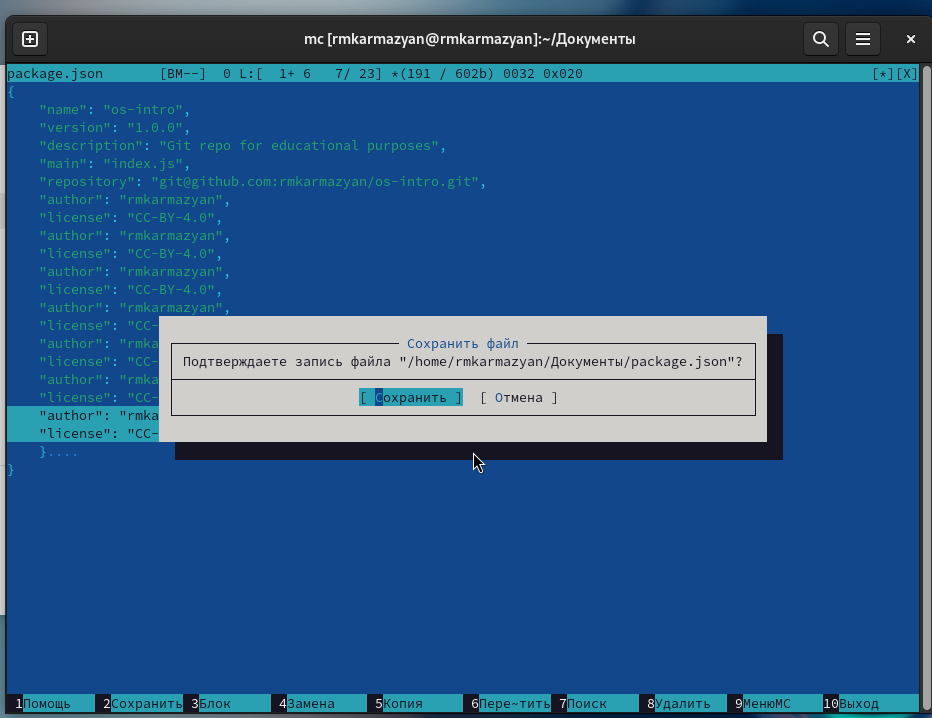 mc [rmkarmazyan@rmkarmazyan]:~/Документы
package.json       [BM--]  0 L:[  1+ 6   7/ 23] *(191 / 602b) 0032 0x020                                    [*][X]
{
    "name": "os-intro",
    "version": "1.0.0",
    "description": "Git repo for educational purposes",
    "main": "index.js",
    "repository": "git@github.com:rmkarmazyan/os-intro.git",
    "author": "rmkarmazyan",
    "license": "CC-BY-4.0",
    "author": "rmkarmazyan",
    "license": "CC-BY-4.0",
    "author": "rmkarmazyan",
    "license": "CC-BY-4.0",
    "author": "rmkarmazyan",
    "license": "CC-
    "author": "rmka
    "license": "CC-
    "author": "rmka
    "license": "CC-
    "author": "rmka
    "license": "CC-
    }....
}
Сохранить файл
Подтверждаете запись файла "/home/rmkarmazyan/Документы/package.json"?
[ Сохранить ]  [ Отмена ]
1Помощь 2Сохранить 3Блок 4Замена 5Копия 6Пере~тить 7Поиск 8Удалить 9МенюMC 10Выход